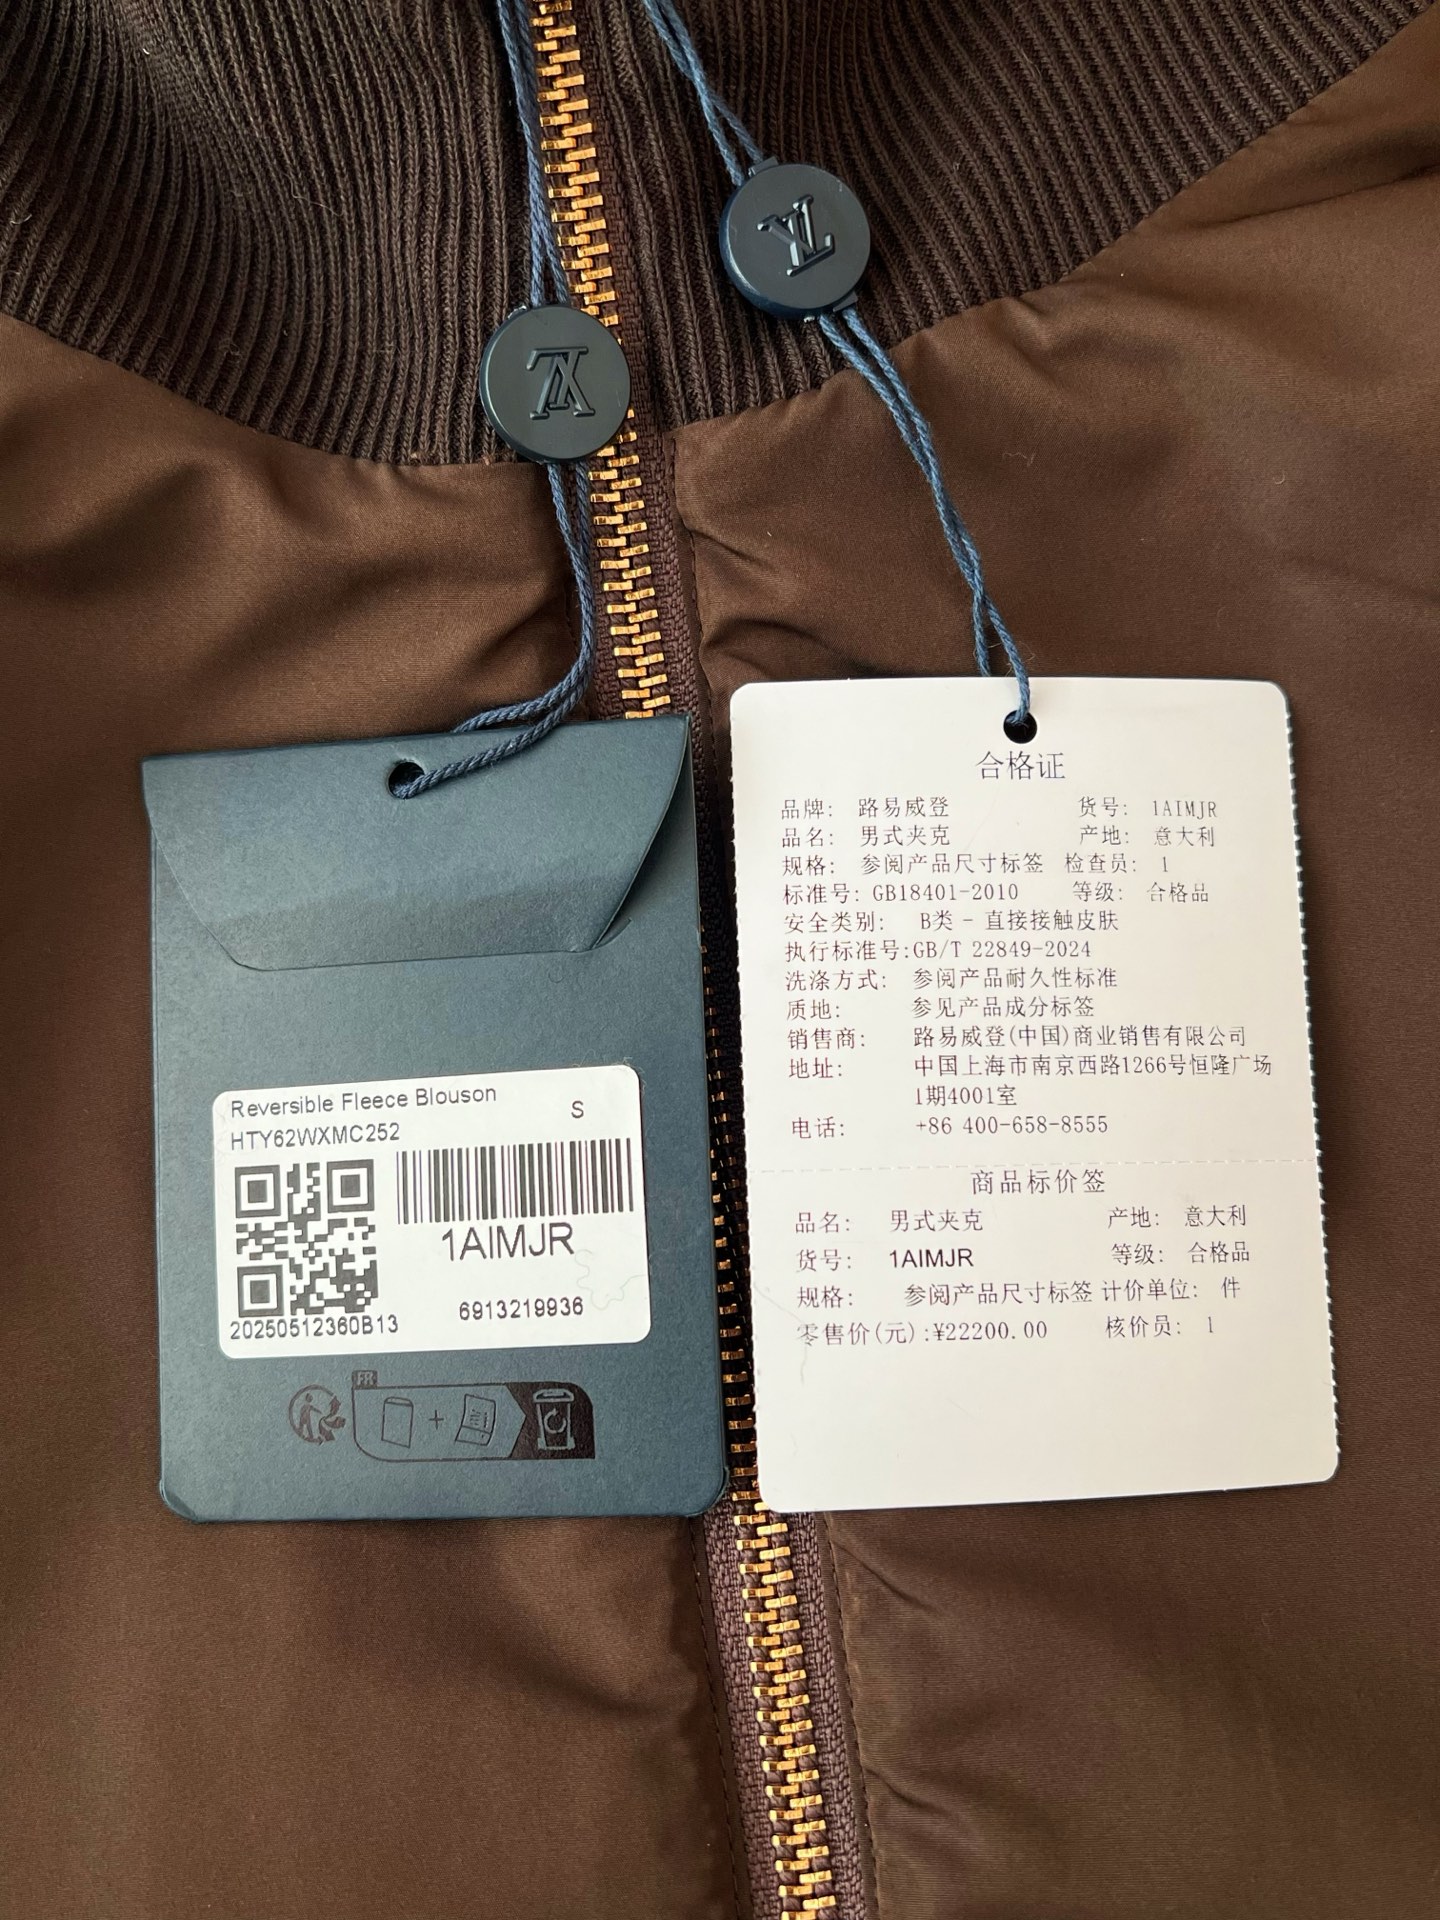 LV
LV
Reversible Fleece Blouson
S
HTY62WXMC252
1AIMJR
20250512360B13
6913219936
FR
合格证
品牌: 路易威登 货号: 1AIMJR
品名: 男式夹克 产地: 意大利
规格: 参阅产品尺寸标签 检查员: 1
标准号: GB18401-2010 等级: 合格品
安全类别: B类 - 直接接触皮肤
执行标准号:GB/T 22849-2024
洗涤方式: 参阅产品耐久性标准
质地: 参见产品成分标签
销售商: 路易威登(中国)商业销售有限公司
地址: 中国上海市南京西路1266号恒隆广场
1期4001室
电话: +86 400-658-8555
商品标价签
品名: 男式夹克 产地: 意大利
货号: 1AIMJR 等级: 合格品
规格: 参阅产品尺寸标签 计价单位: 件
零售价(元):¥22200.00 核价员: 1